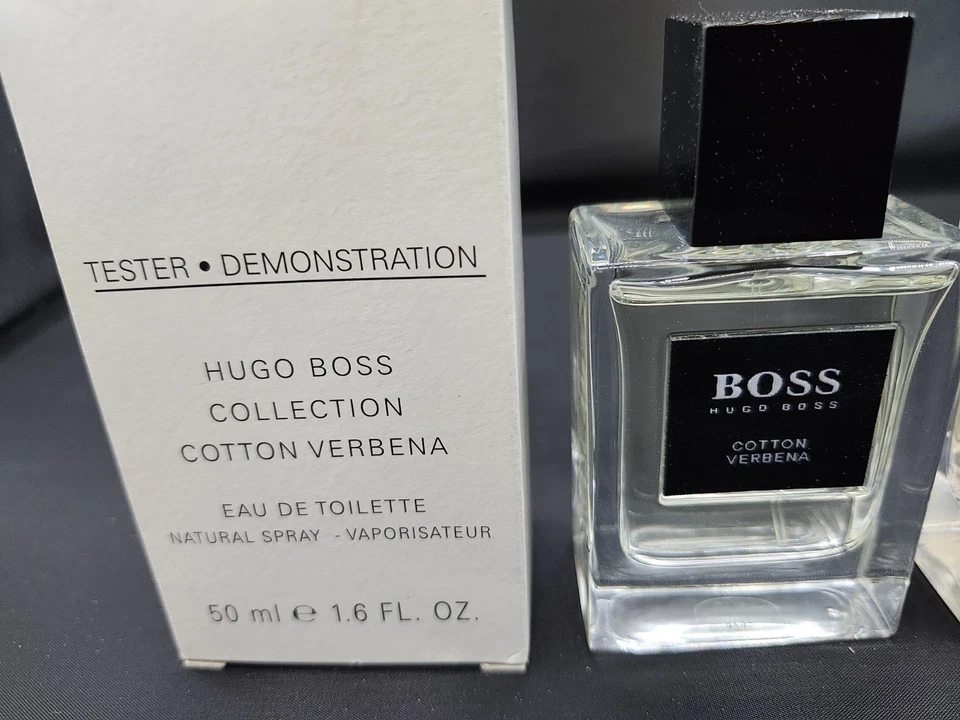 TESTER • DEMONSTRATION
HUGO BOSS
COLLECTION
COTTON VERBENA
EAU DE TOILETTE
NATURAL SPRAY - VAPORISATEUR
50 ml ℮ 1.6 FL. OZ.
BOSS
HUGO BOSS
COTTON
VERBENA